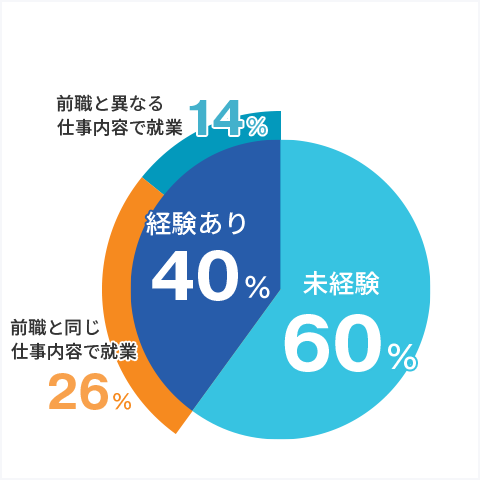 前職と異なる
仕事内容で就業
14%
経験あり
40%
未経験
60%
前職と同じ
仕事内容で就業
26%